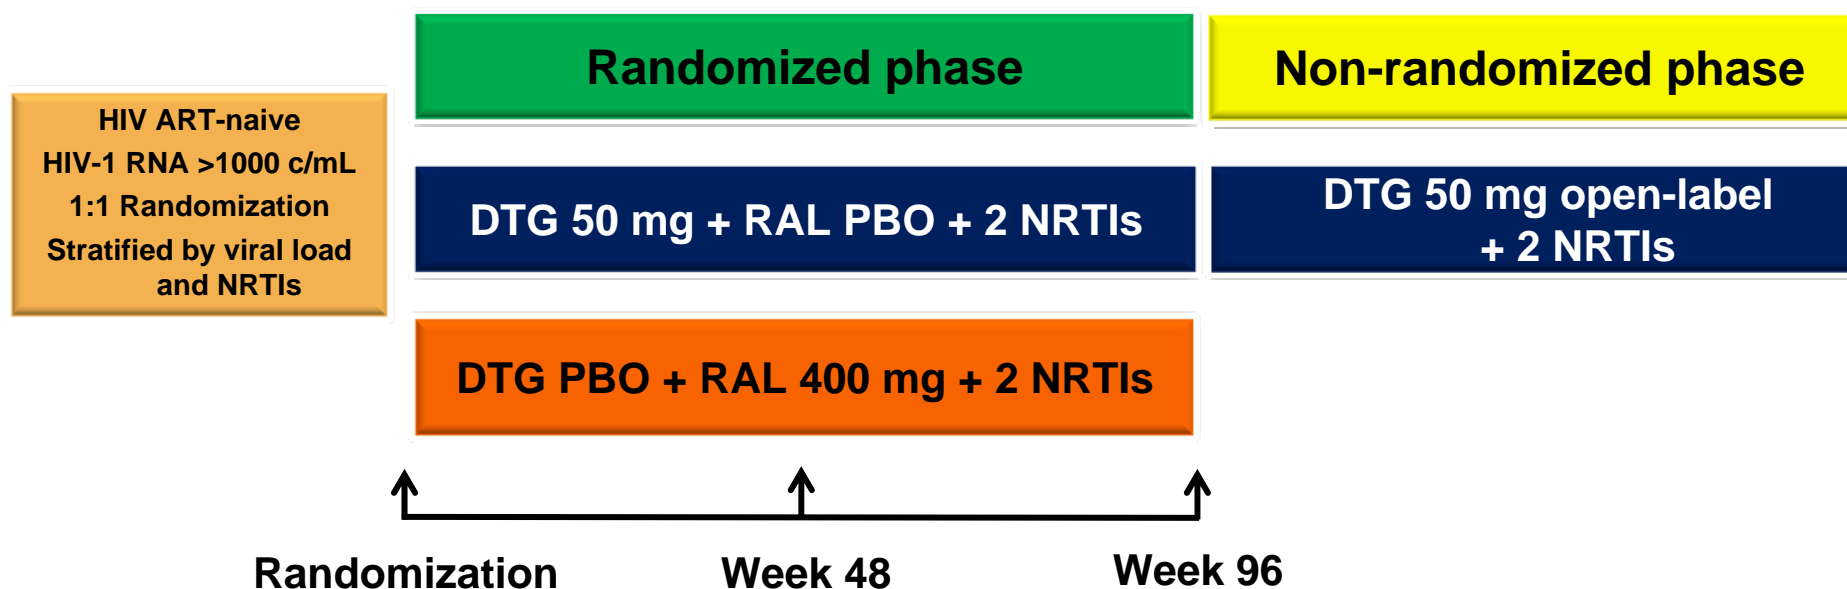 Randomized phase
Non-randomized phase
HIV ART-naive
HIV-1 RNA >1000 c/mL
1:1 Randomization
Stratified by viral load
and NRTIs
DTG 50 mg + RAL PBO + 2 NRTIs
DTG 50 mg open-label
+ 2 NRTIs
DTG PBO + RAL 400 mg + 2 NRTIs
Randomization
Week 48
Week 96